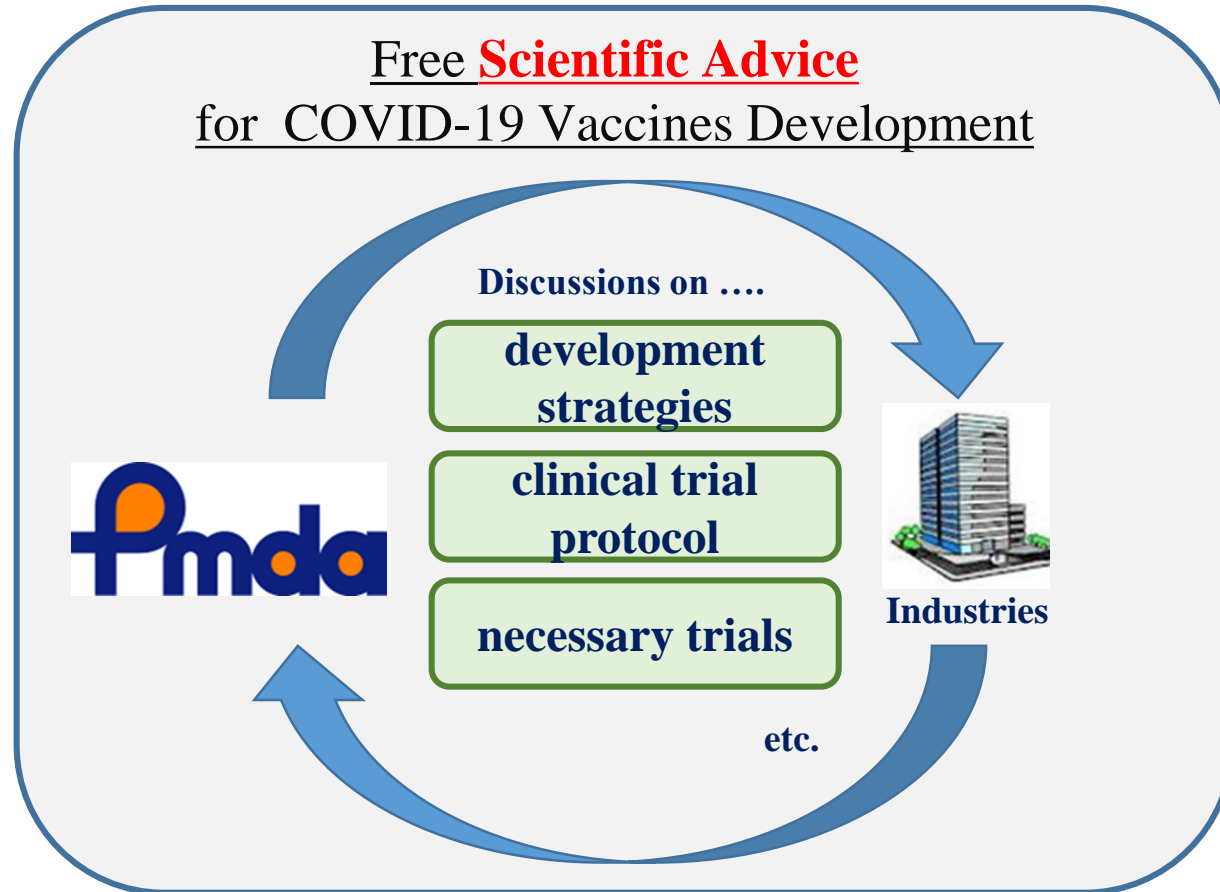 Free Scientific Advice
for COVID-19 Vaccines Development
Discussions on ….
development
strategies
clinical trial
protocol
necessary trials
etc.
Pmda
Industries